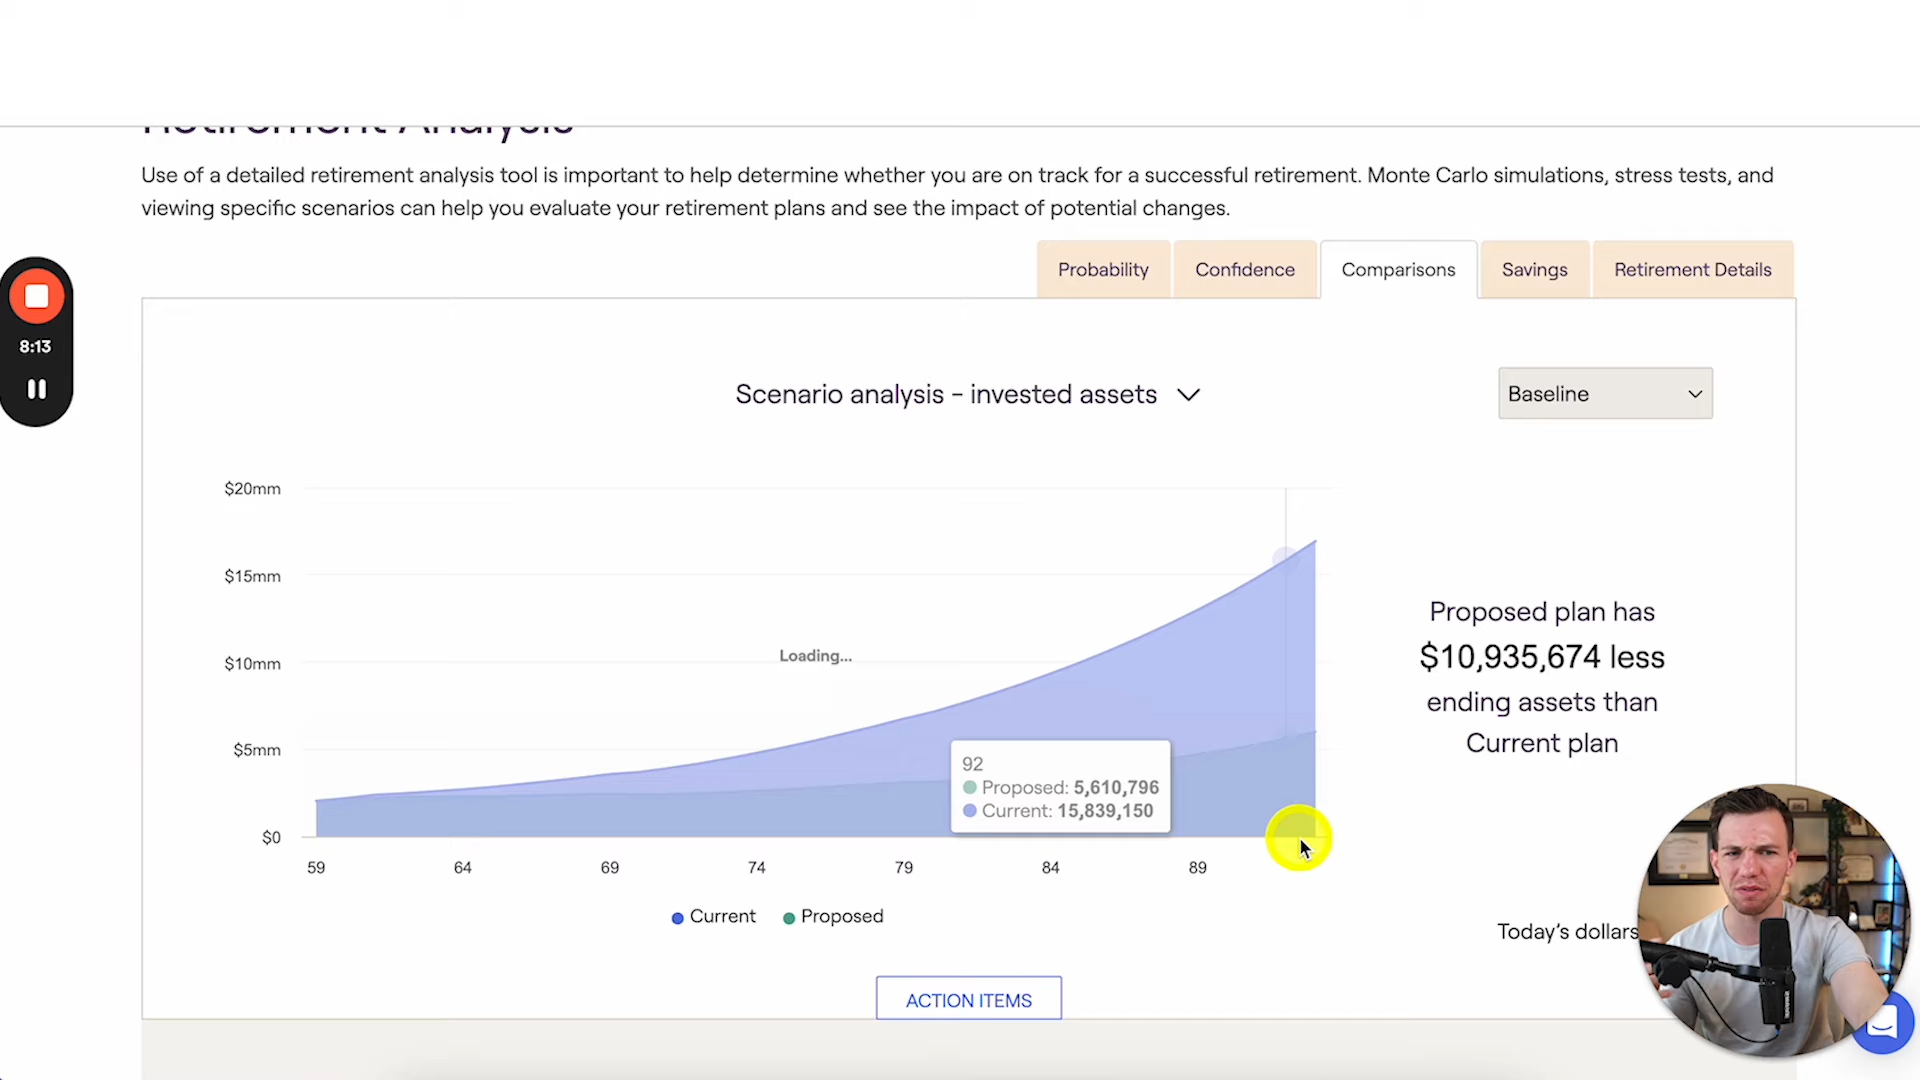 Retirement Analysis
Use of a detailed retirement analysis tool is important to help determine whether you are on track for a successful retirement. Monte Carlo simulations, stress tests, and
viewing specific scenarios can help you evaluate your retirement plans and see the impact of potential changes.
Probability
Confidence
Comparisons
Savings
Retirement Details
8:13
Scenario analysis - invested assets
Baseline
$20mm
$15mm
$10mm
$5mm
$0
Loading...
92
Proposed: 5,610,796
Current: 15,839,150
59 64 69 74 79 84 89
Current Proposed
Proposed plan has
$10,935,674 less
ending assets than
Current plan
Today's dollars
ACTION ITEMS